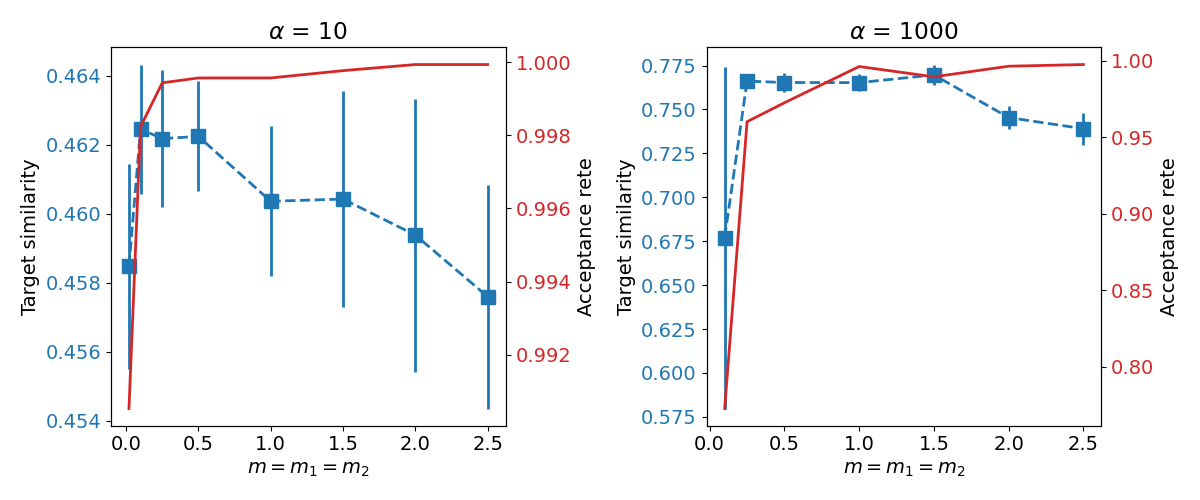 α = 10
0.464
0.462
0.460
0.458
0.456
0.454
Target similarity
1.000
0.998
0.996
0.994
0.992
Acceptance rete
0.0 0.5 1.0 1.5 2.0 2.5
m = m₁ = m₂
α = 1000
0.775
0.750
0.725
0.700
0.675
0.650
0.625
0.600
0.575
Target similarity
1.00
0.95
0.90
0.85
0.80
Acceptance rete
0.0 0.5 1.0 1.5 2.0 2.5
m = m₁ = m₂